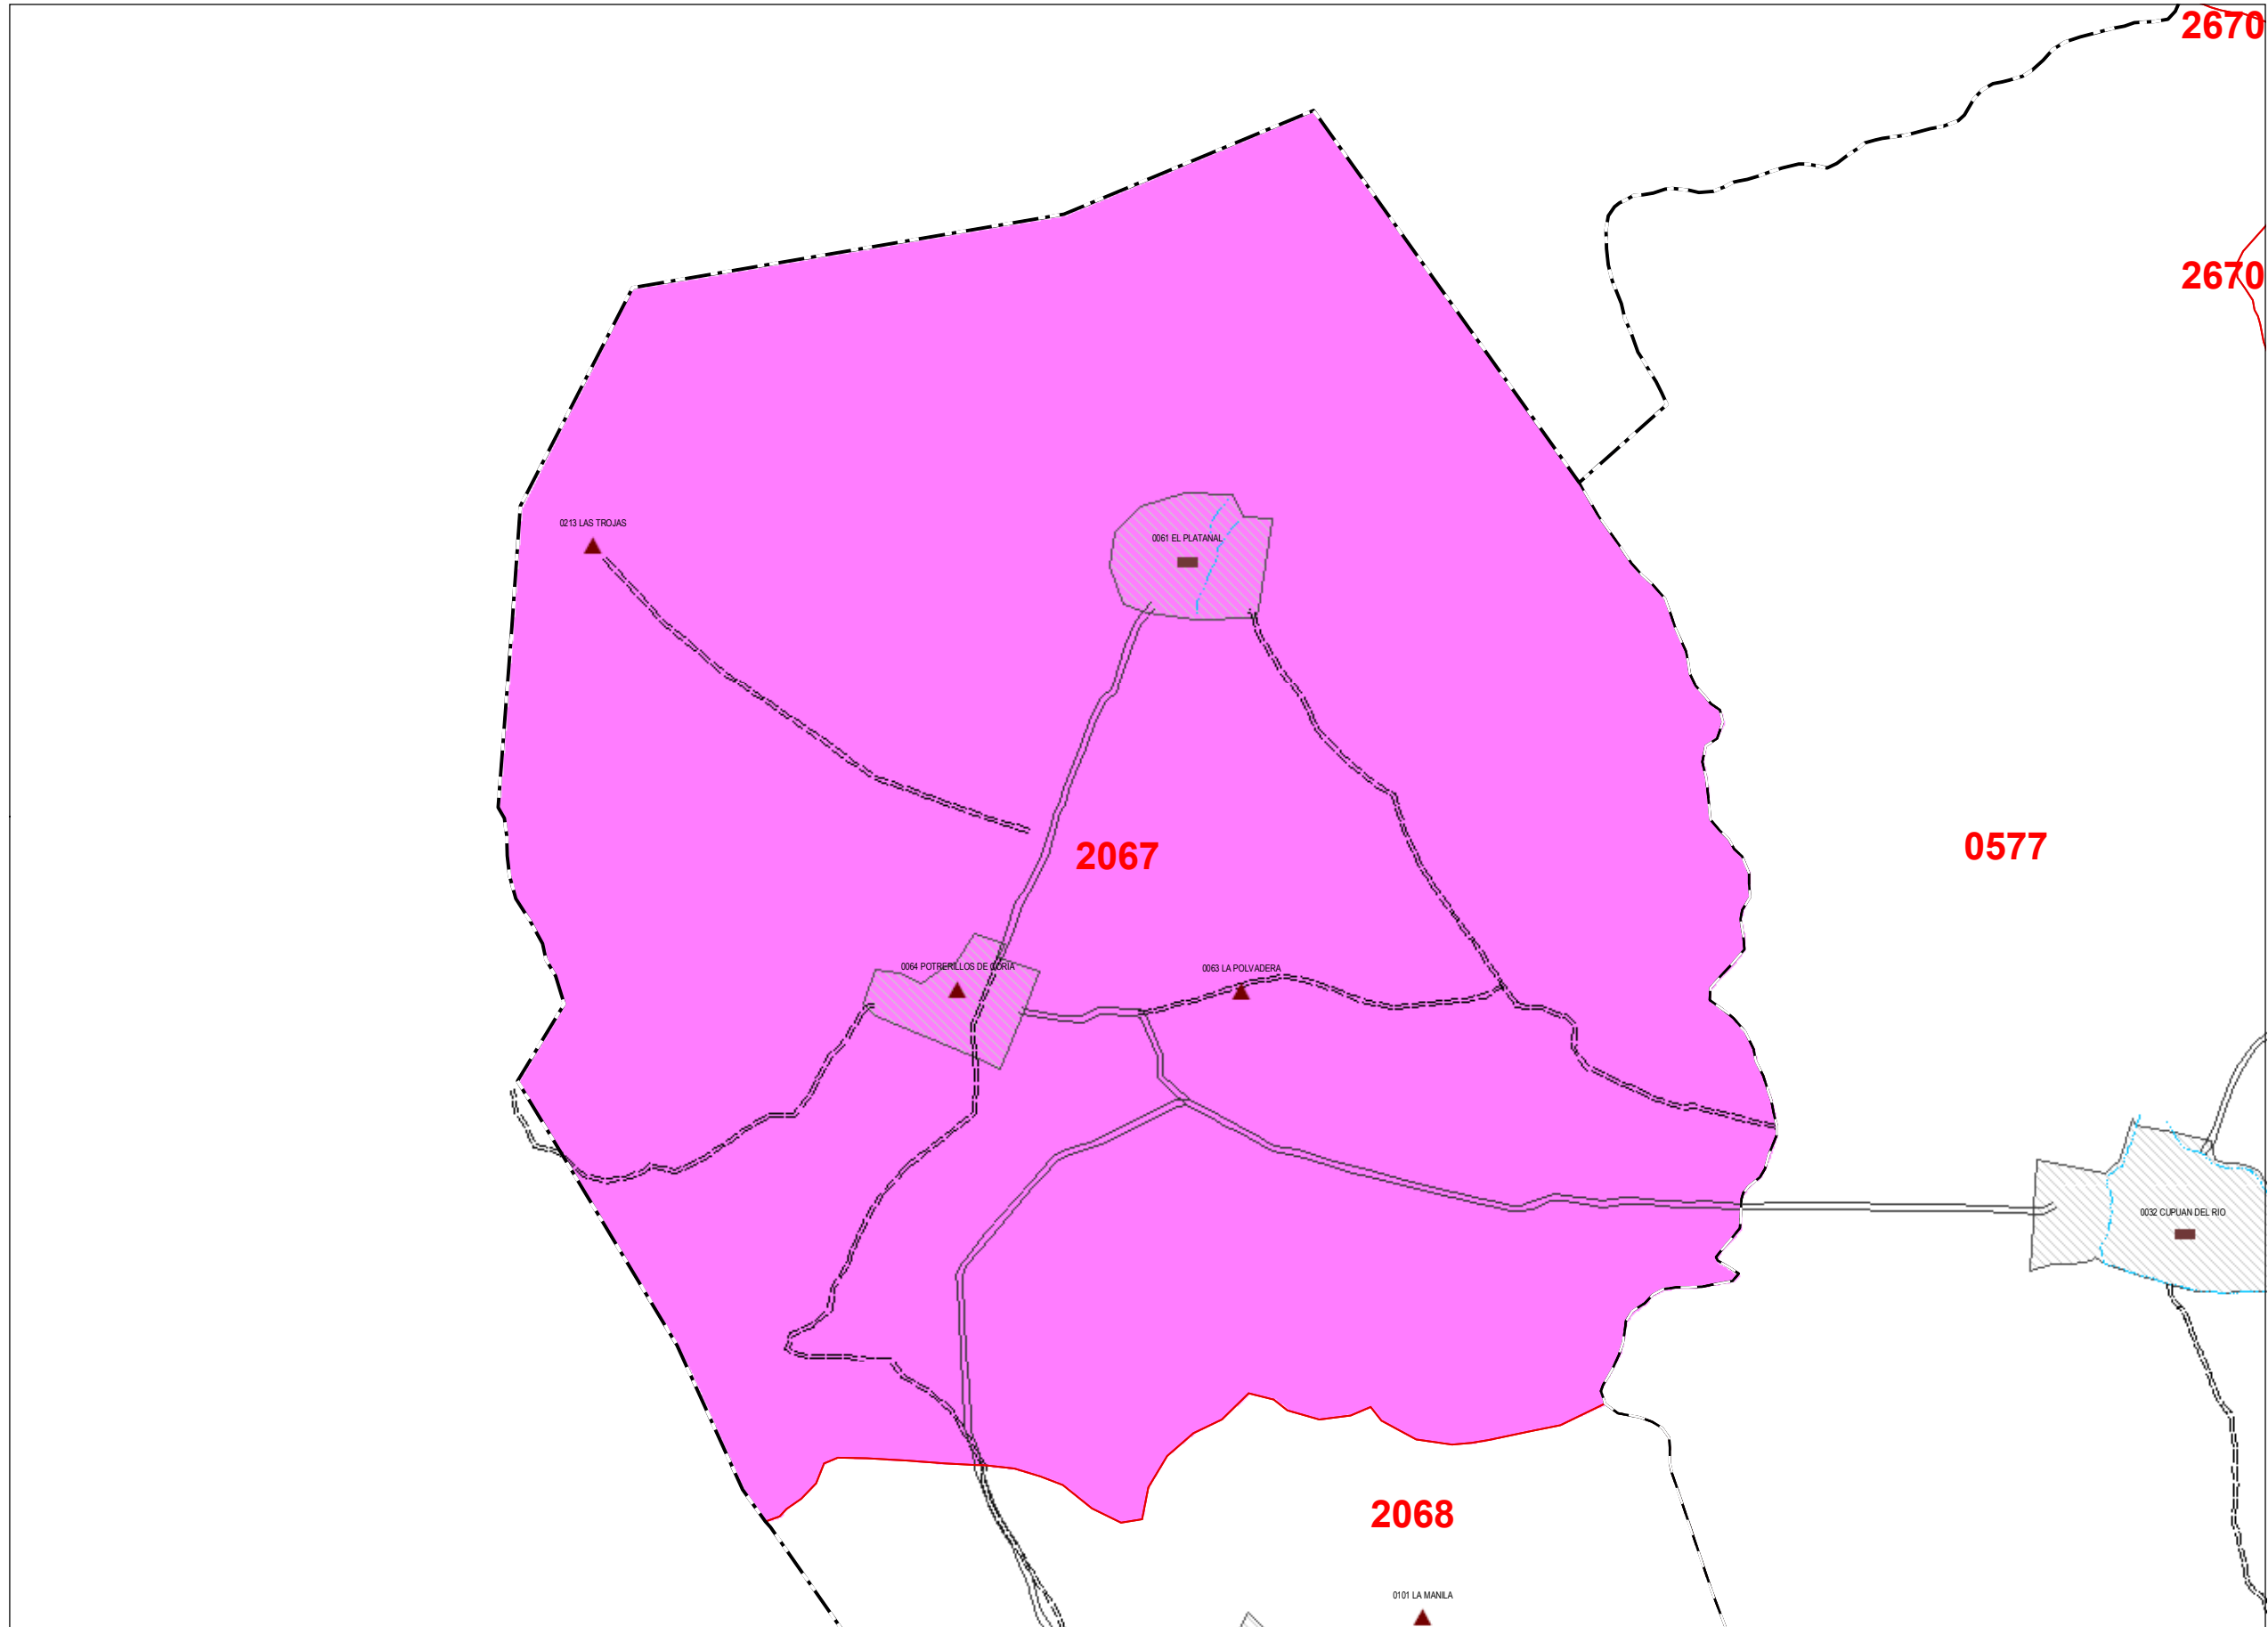 2670
2670
0213 LAS TROJAS
0061 EL PLATANAL
2067
0577
0064 POTRERILLOS DE CORIA
0063 LA POLVADERA
0032 CUPUAN DEL RIO
2068
0101 LA MANILA